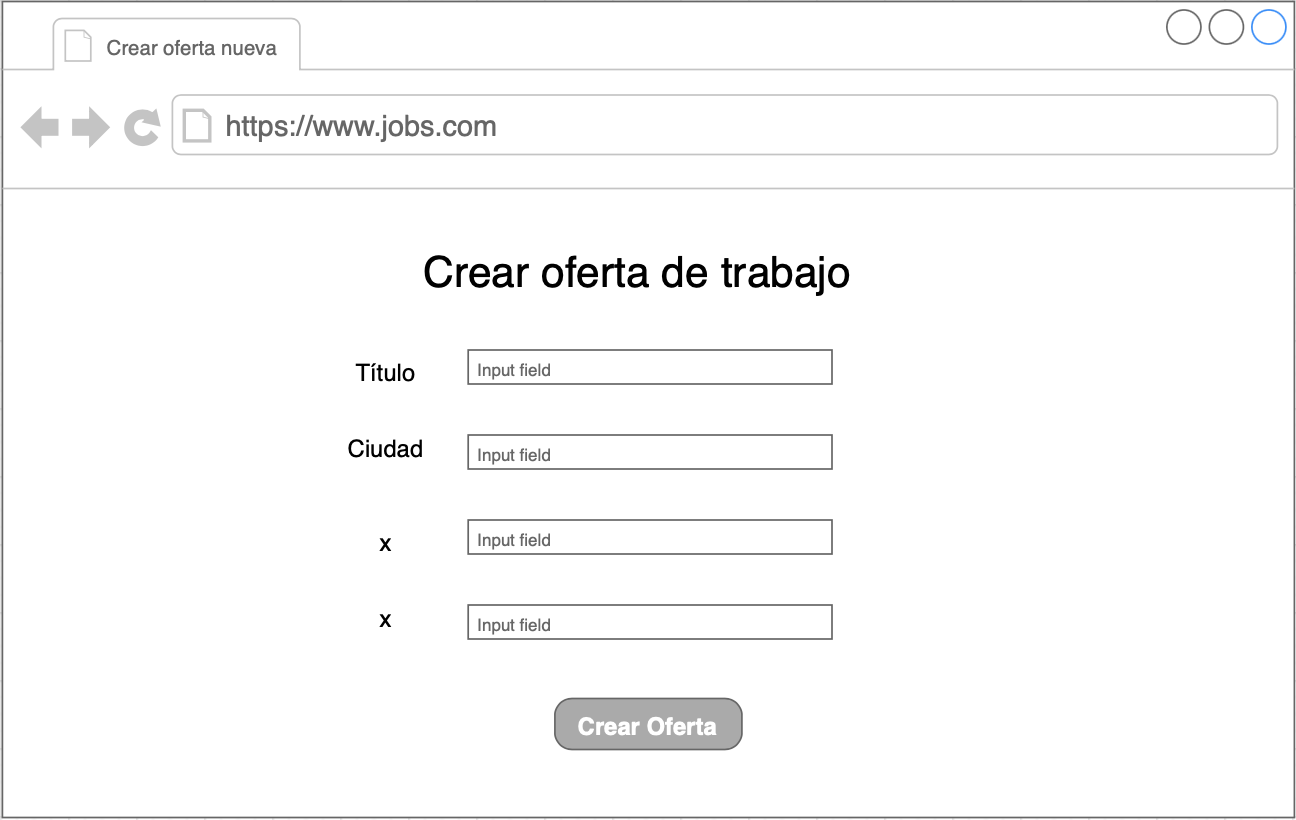 Crear oferta nueva
https://www.jobs.com
Crear oferta de trabajo
Título
Input field
Ciudad
Input field
x
Input field
x
Input field
Crear Oferta